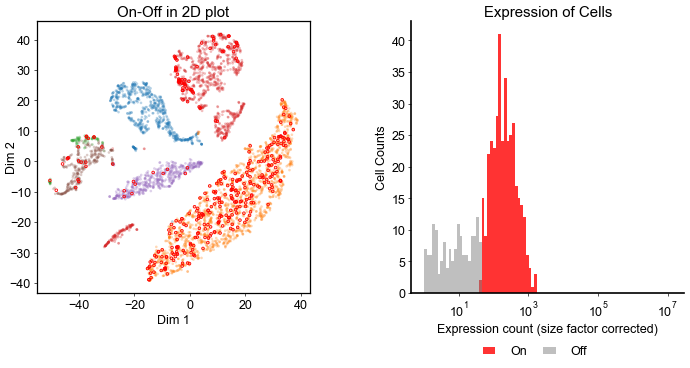 On-Off in 2D plot
40
30
20
10
0
−10
−20
−30
−40
Dim 2
−40 −20 0 20 40
Dim 1
Expression of Cells
40
35
30
25
20
15
10
5
0
Cell Counts
10^1 10^3 10^5 10^7
Expression count (size factor corrected)
On Off